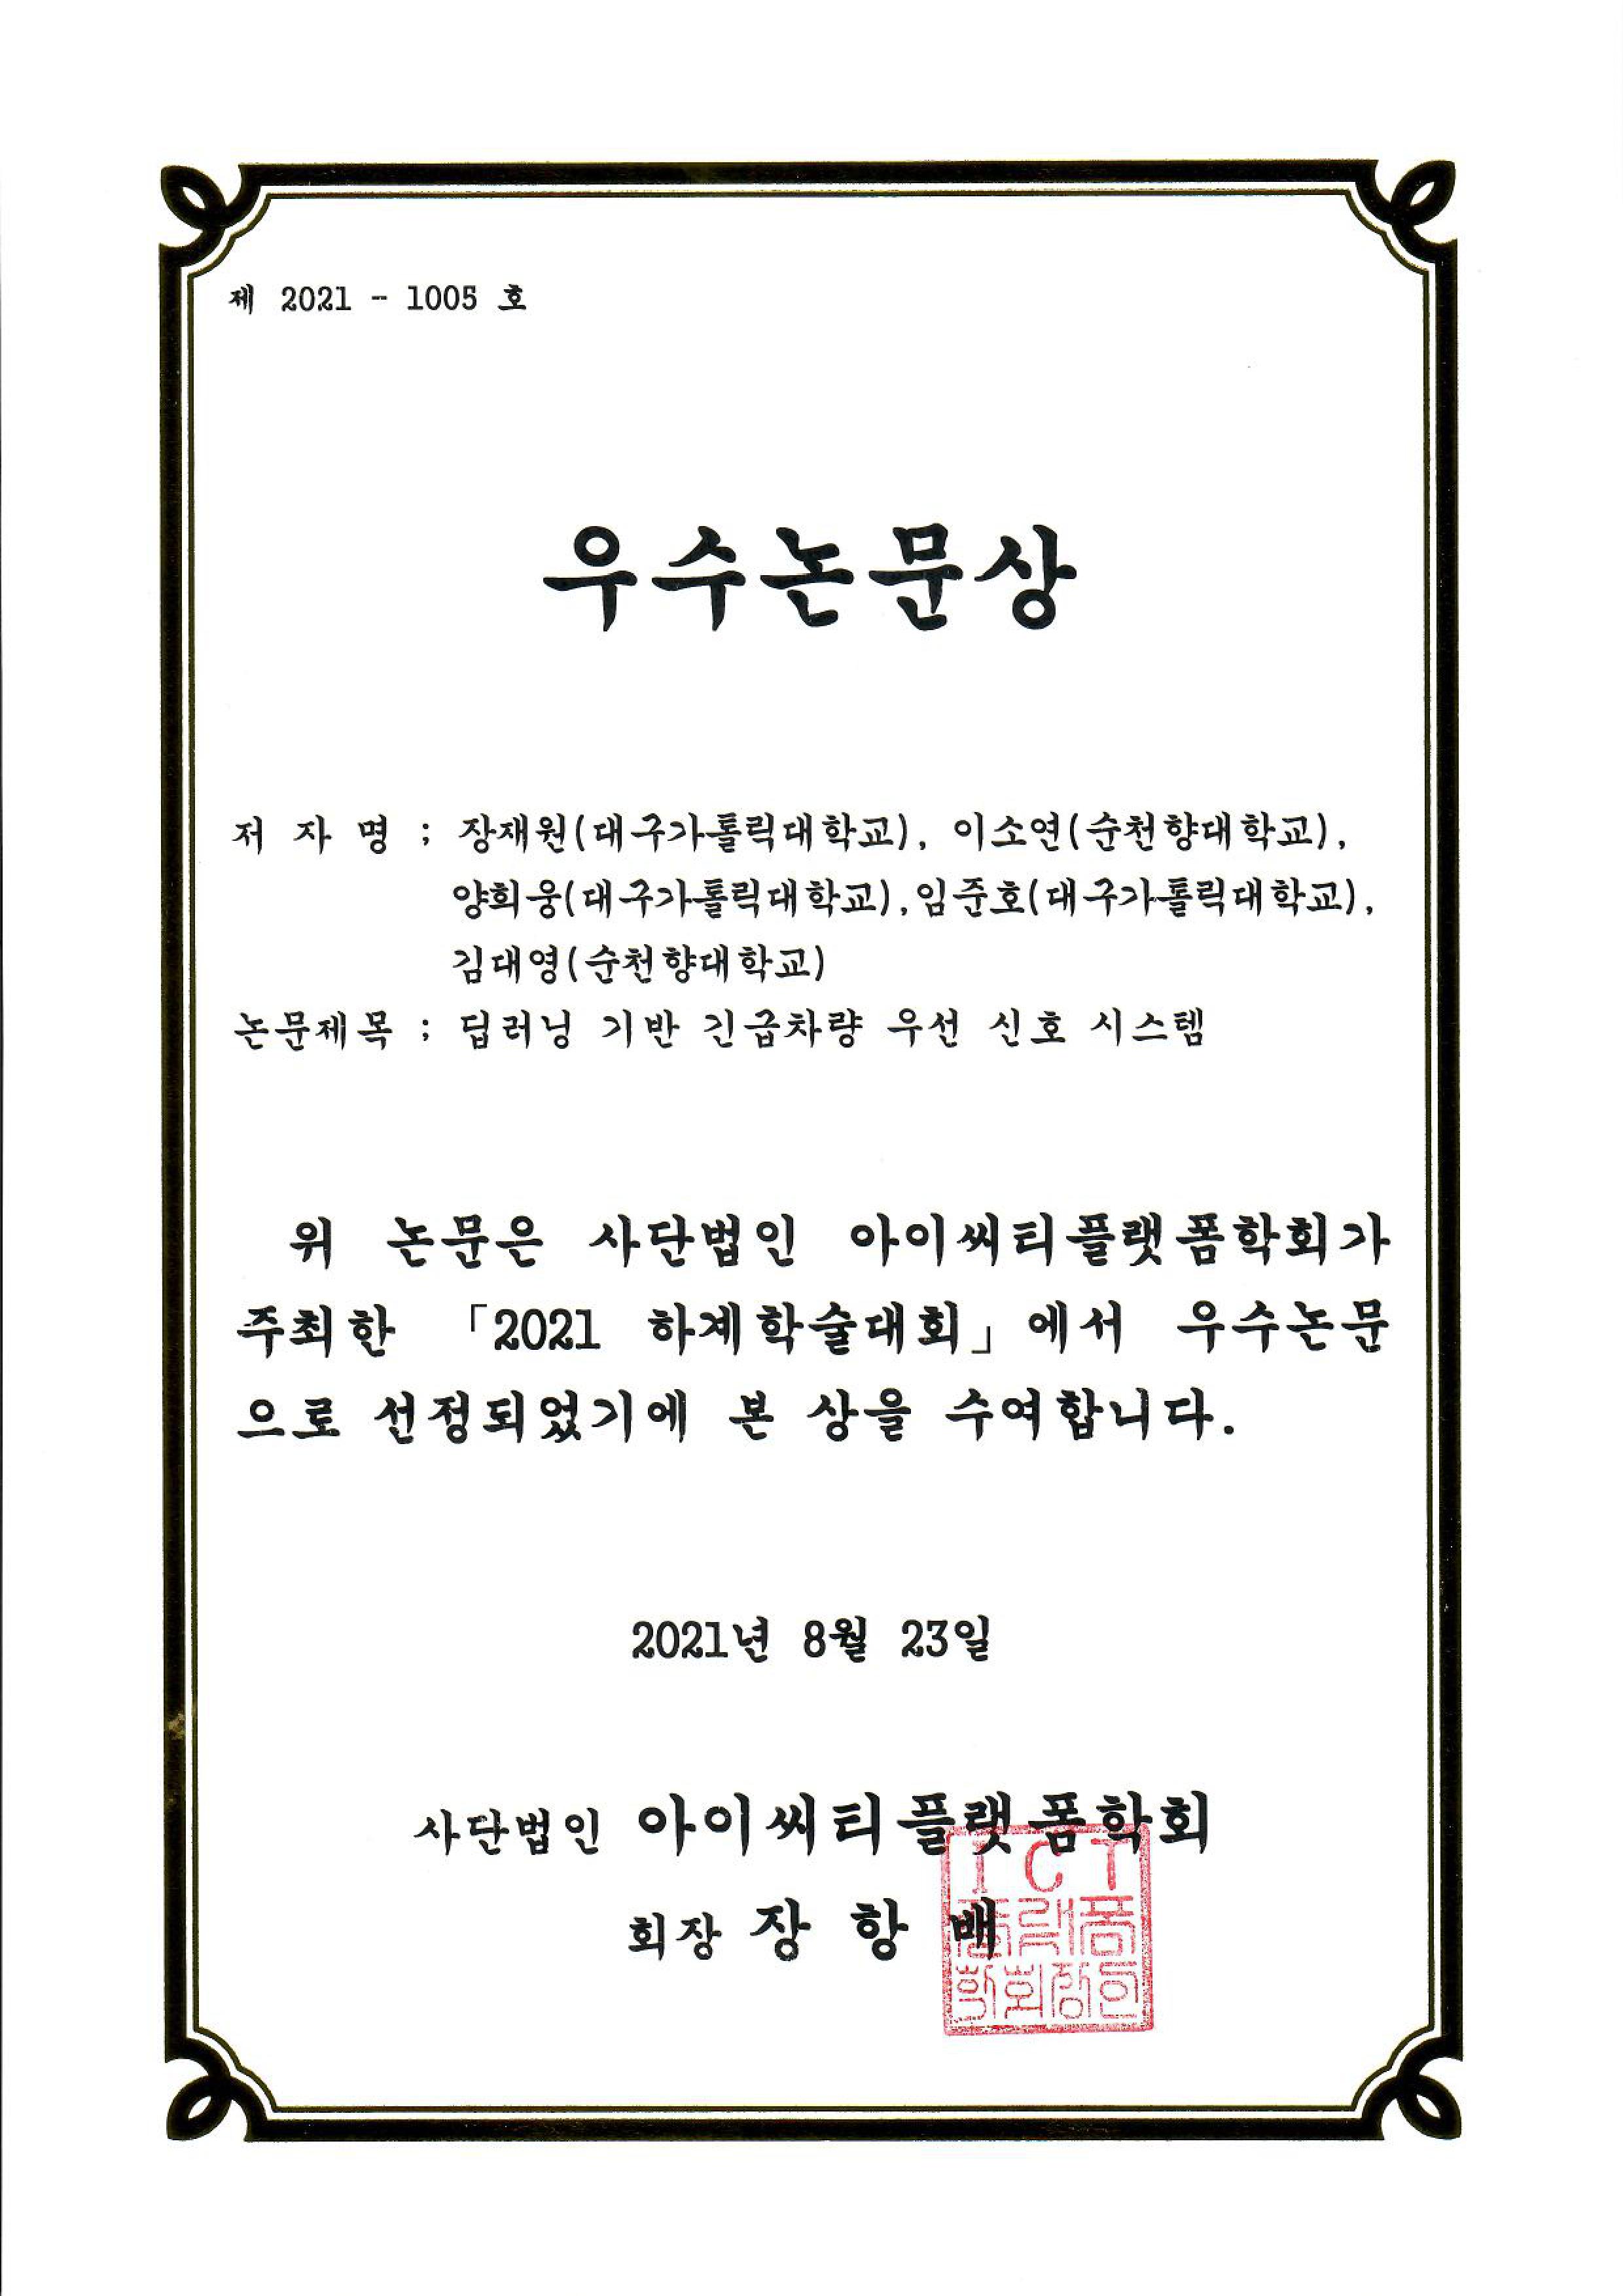 제 2021 - 1005 호
우수논문상
저 자 명 ; 장재원(대구가톨릭대학교), 이소연(순천향대학교),
양희웅(대구가톨릭대학교),임준호(대구가톨릭대학교),
김대영(순천향대학교)
논문제목 ; 딥러닝 기반 긴급차량 우선 신호 시스템
위 논문은 사단법인 아이씨티플랫폼학회가
주최한 「2021 하계학술대회」에서 우수논문
으로 선정되었기에 본 상을 수여합니다.
2021년 8월 23일
사단법인 아이씨티플랫폼학회
회장 장 항 배
ICT
플랫폼
학회장인